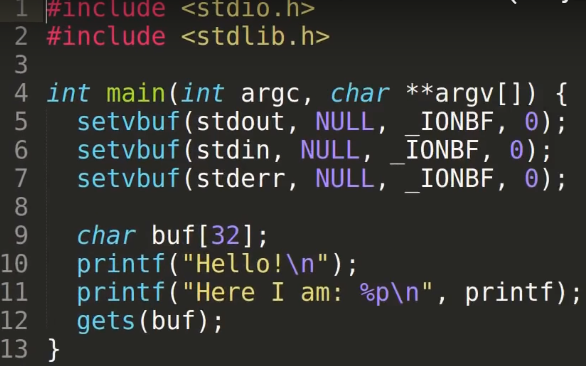 1 #include <stdio.h>
2 #include <stdlib.h>
3
4 int main(int argc, char **argv[]) {
5   setvbuf(stdout, NULL, _IONBF, 0);
6   setvbuf(stdin, NULL, _IONBF, 0);
7   setvbuf(stderr, NULL, _IONBF, 0);
8
9   char buf[32];
10   printf("Hello!\n");
11   printf("Here I am: %p\n", printf);
12   gets(buf);
13 }